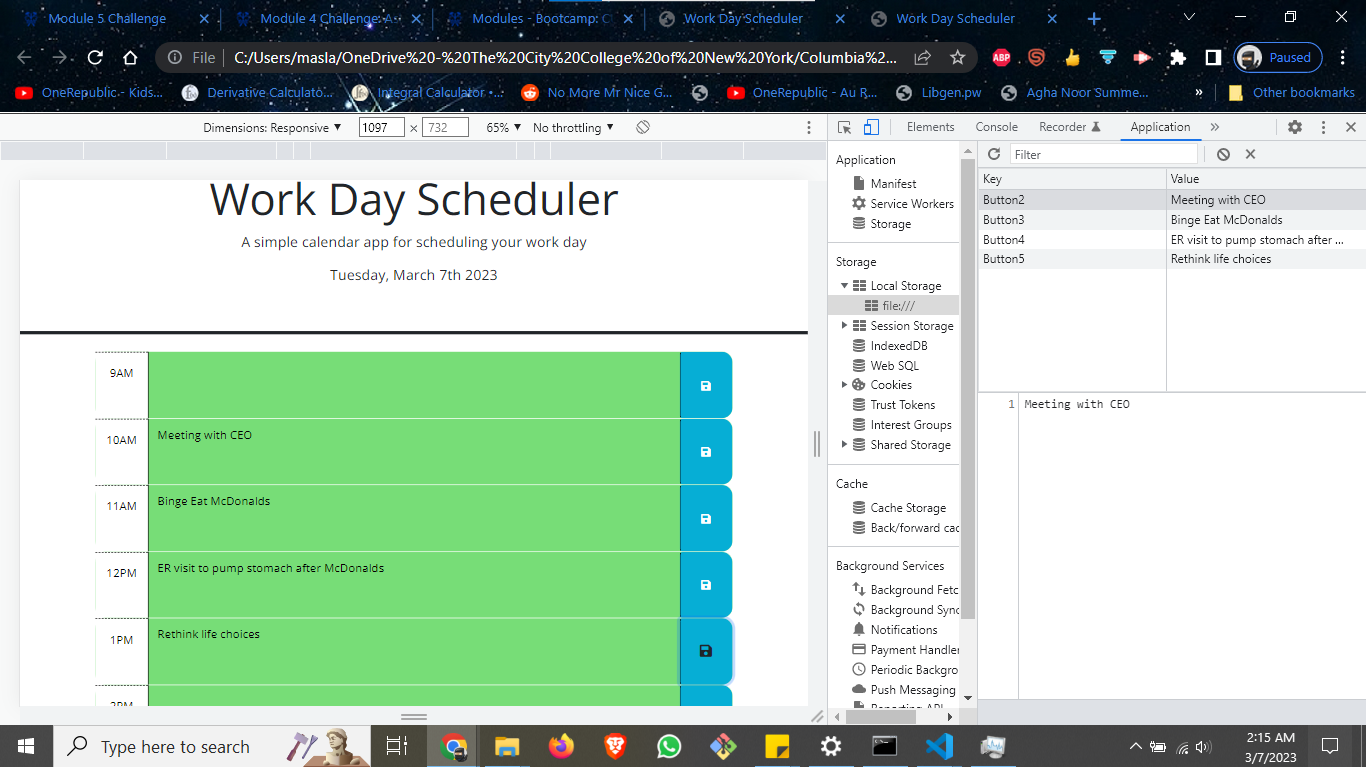 Module 5 Challenge
Module 4 Challenge: A
Modules - Bootcamp: C
Work Day Scheduler
Work Day Scheduler
File
C:/Users/masla/OneDrive%20-%20The%20City%20College%20of%20New%20York/Columbia%2...
ABP
Paused
OneRepublic - Kids...
Derivative Calculato...
Integral Calculator -...
No More Mr Nice G...
OneRepublic - Au R...
Libgen.pw
Agha Noor Summe...
»
Other bookmarks
Dimensions: Responsive
1097
×
732
65%
No throttling
Elements
Console
Recorder
Application
»
Work Day Scheduler
A simple calendar app for scheduling your work day
Tuesday, March 7th 2023
9AM
10AM
Meeting with CEO
11AM
Binge Eat McDonalds
12PM
ER visit to pump stomach after McDonalds
1PM
Rethink life choices
2PM
Application
Manifest
Service Workers
Storage
Storage
Local Storage
file:///
Session Storage
IndexedDB
Web SQL
Cookies
Trust Tokens
Interest Groups
Shared Storage
Cache
Cache Storage
Back/forward cac
Background Services
Background Fetc
Background Sync
Notifications
Payment Handler
Periodic Backgro
Push Messaging
Reporting API
Filter
Key
Value
Button2
Meeting with CEO
Button3
Binge Eat McDonalds
Button4
ER visit to pump stomach after ...
Button5
Rethink life choices
1
Meeting with CEO
Type here to search
2:15 AM
3/7/2023